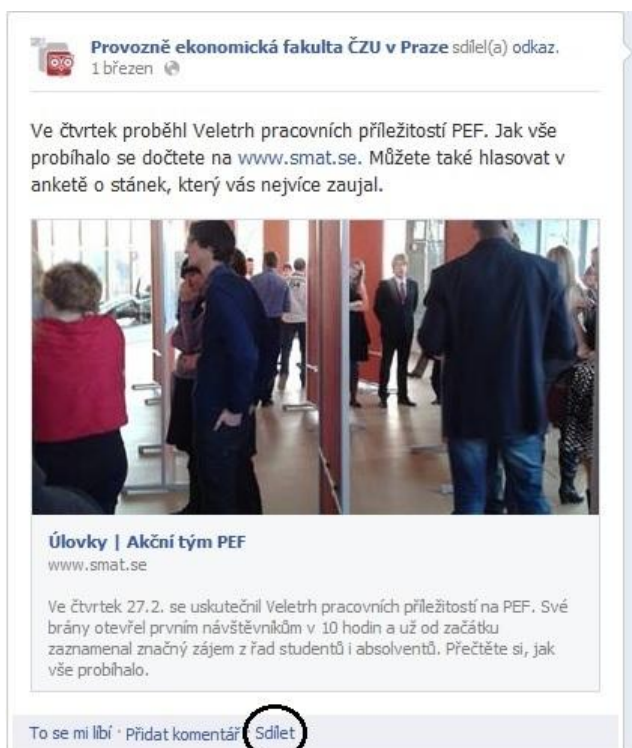 Provozně ekonomická fakulta ČZU v Praze sdílel(a) odkaz.
1 březen
Ve čtvrtek proběhl Veletrh pracovních příležitostí PEF. Jak vše
probíhalo se dočtete na www.smat.se. Můžete také hlasovat v
anketě o stánek, který vás nejvíce zaujal.
Úlovky | Akční tým PEF
www.smat.se
Ve čtvrtek 27.2. se uskutečnil Veletrh pracovních příležitostí na PEF. Své
brány otevřel prvním návštěvníkům v 10 hodin a už od začátku
zaznamenal značný zájem z řad studentů i absolventů. Přečtěte si, jak
vše probíhalo.
To se mi líbí · Přidat komentář · Sdílet